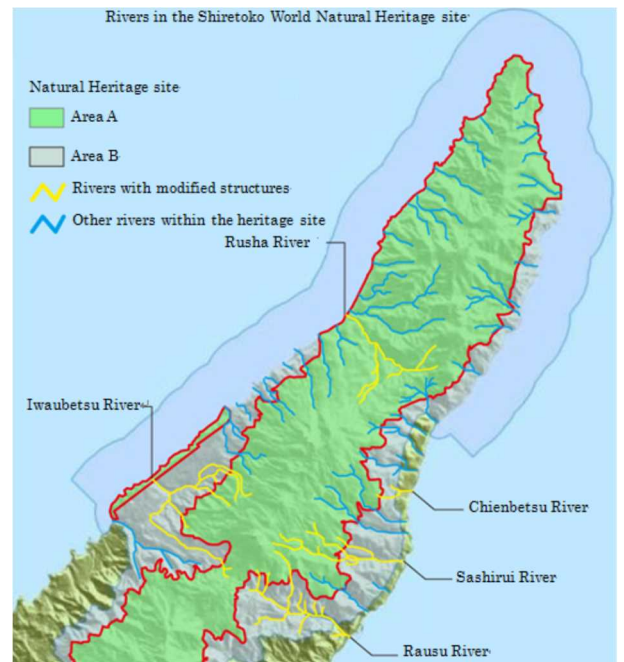 Rivers in the Shiretoko World Natural Heritage site
Natural Heritage site
Area A
Area B
Rivers with modified structures
Other rivers within the heritage site
Rusha River
Iwaubetsu River
Chienbetsu River
Sashirui River
Rausu River